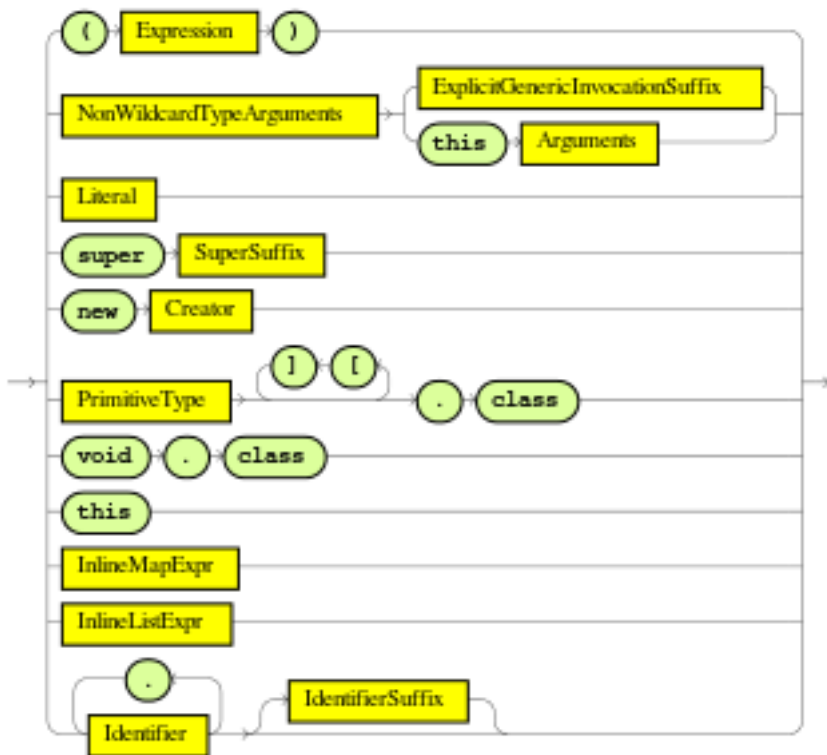 ( Expression )
ExplicitGenericInvocationSuffix
NonWildcardTypeArguments
this Arguments
Literal
super SuperSuffix
new Creator
] [
PrimitiveType . class
void . class
this
InlineMapExpr
InlineListExpr
.
IdentifierSuffix
Identifier